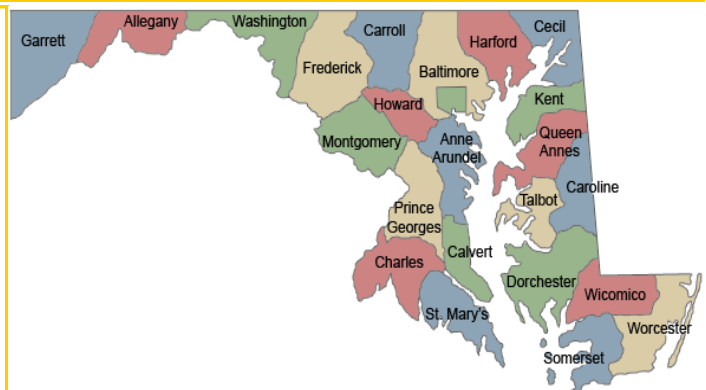 Garrett
Allegany
Washington
Frederick
Carroll
Baltimore
Harford
Cecil
Howard
Montgomery
Kent
Queen
Annes
Anne
Arundel
Caroline
Talbot
Prince
Georges
Calvert
Charles
Dorchester
St. Mary's
Wicomico
Worcester
Somerset